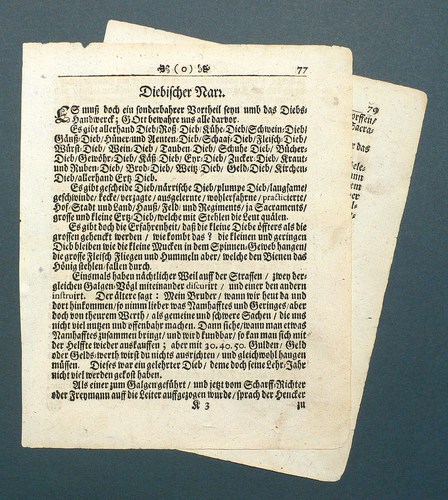 (0)
77
Diebischer Narr.
ES muß doch ein sonderbahrer Vortheil seyn umb das Diebs-
Handwerck; GOtt bewahre uns alle darvor.
Es gibt allerhand Dieb/Roß-Dieb/Kühe-Dieb/Schwein-Dieb/
Gänß-Dieb/Hüner-und Aenten-Dieb/Schaaf-Dieb/Fleisch-Dieb/
Würst-Dieb/Wein-Dieb/Tauben-Dieb/Schuhe Dieb/Bücher-
Dieb/Gewöhr-Dieb/Käß-Dieb/Eyr-Dieb/Zucker-Dieb/Kraut-
und Ruben-Dieb/Brod-Dieb/Weitz-Dieb/Geld-Dieb/Kirchen-
Dieb/allerhand Ertz-Dieb.
Es gibt gescheide Dieb/närrische Dieb/plumpe Dieb/langsame/
geschwinde/kecke/verzagte/ausgelernte/wohlerfahrne/practicierte/
Hof-Stadt und Land/Hauß-Feld und Regiments/ja Sacraments/
grosse und kleine Ertz-Dieb/welche mit Stehlen die Leut quälen.
Es gibt doch die Erfahrenheit/daß die kleine Diebe öffters als die
grossen gehenckt werden/wie kombt das? die kleinen und geringen
Dieb bleiben wie die kleine Mucken in dem Spinnen-Geweb hangen/
die grosse Fleisch Fliegen und Hummeln aber/welche den Bienen das
Hönig stehlen/fallen durch.
Einsmals haben nächtlicher Weil auff der Strassen/zwey der-
gleichen Galgen-Vögl miteinander discurirt/und einer den andern
instruirt. Der ältere sagt: Mein Bruder/wann wir heut da und
dort hinkommen/so nimm lieber was Namhafftes und Gerings/aber
doch von theurem Werth/als gemeine und schwere Sachen/die uns
nicht viel nutzen und offenbahr machen. Dann siehe/wann man etwas
Namhafftes zusammen bringt/und wird kundbar/so kan man sich mit
der Helffte wieder auskauffen; aber mit 30.40.50. Gulden/Geld
oder Gelds-werth wirst du nichts ausrichten/und gleichwohl hangen
müssen. Dieses war ein gelehrter Dieb/deme doch seine Lehr-Jahr
nicht viel werden gekost haben.
Als einer zum Galgen geführt/und jetzt vom Scharff-Richter
oder Freymann auff die Leiter auffgezogen wurde/sprach der Hencker
K 3
zu
79
orffen/
Sacra-
das